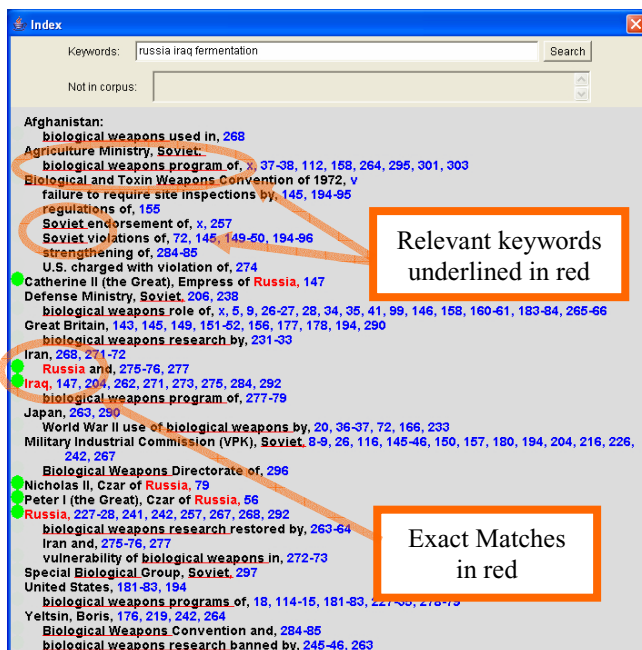 Index
Keywords: russia iraq fermentation Search
Not in corpus:
Afghanistan:
biological weapons used in, 268
Agriculture Ministry, Soviet:
biological weapons program of, x, 37-38, 112, 158, 264, 295, 301, 303
Biological and Toxin Weapons Convention of 1972, v
failure to require site inspections by, 145, 194-95
regulations of, 155
Soviet endorsement of, x, 257
Soviet violations of, 72, 145, 149-50, 194-96
strengthening of, 284-85
U.S. charged with violation of, 274
Catherine II (the Great), Empress of Russia, 147
Defense Ministry, Soviet, 206, 238
biological weapons role of, x, 5, 9, 26-27, 28, 34, 35, 41, 99, 146, 158, 160-61, 183-84, 265-66
Great Britain, 143, 145, 149, 151-52, 156, 177, 178, 194, 290
biological weapons research by, 231-33
Iran, 268, 271-72
Russia and, 275-76, 277
Iraq, 147, 204, 262, 271, 273, 275, 284, 292
biological weapons program of, 277-79
Japan, 263, 290
World War II use of biological weapons by, 20, 36-37, 72, 166, 233
Military Industrial Commission (VPK), Soviet, 8-9, 26, 116, 145-46, 150, 157, 180, 194, 204, 216, 226,
242, 267
Biological Weapons Directorate of, 296
Nicholas II, Czar of Russia, 79
Peter I (the Great), Czar of Russia, 56
Russia, 227-28, 241, 242, 257, 267, 268, 292
biological weapons research restored by, 263-64
Iran and, 275-76, 277
vulnerability of biological weapons in, 272-73
Special Biological Group, Soviet, 297
United States, 181-83, 194
biological weapons programs of, 18, 114-15, 181-83,
Yeltsin, Boris, 176, 219, 242, 264
Biological Weapons Convention and, 284-85
biological weapons research banned by, 245-46, 263
Relevant keywords
underlined in red
Exact Matches
in red